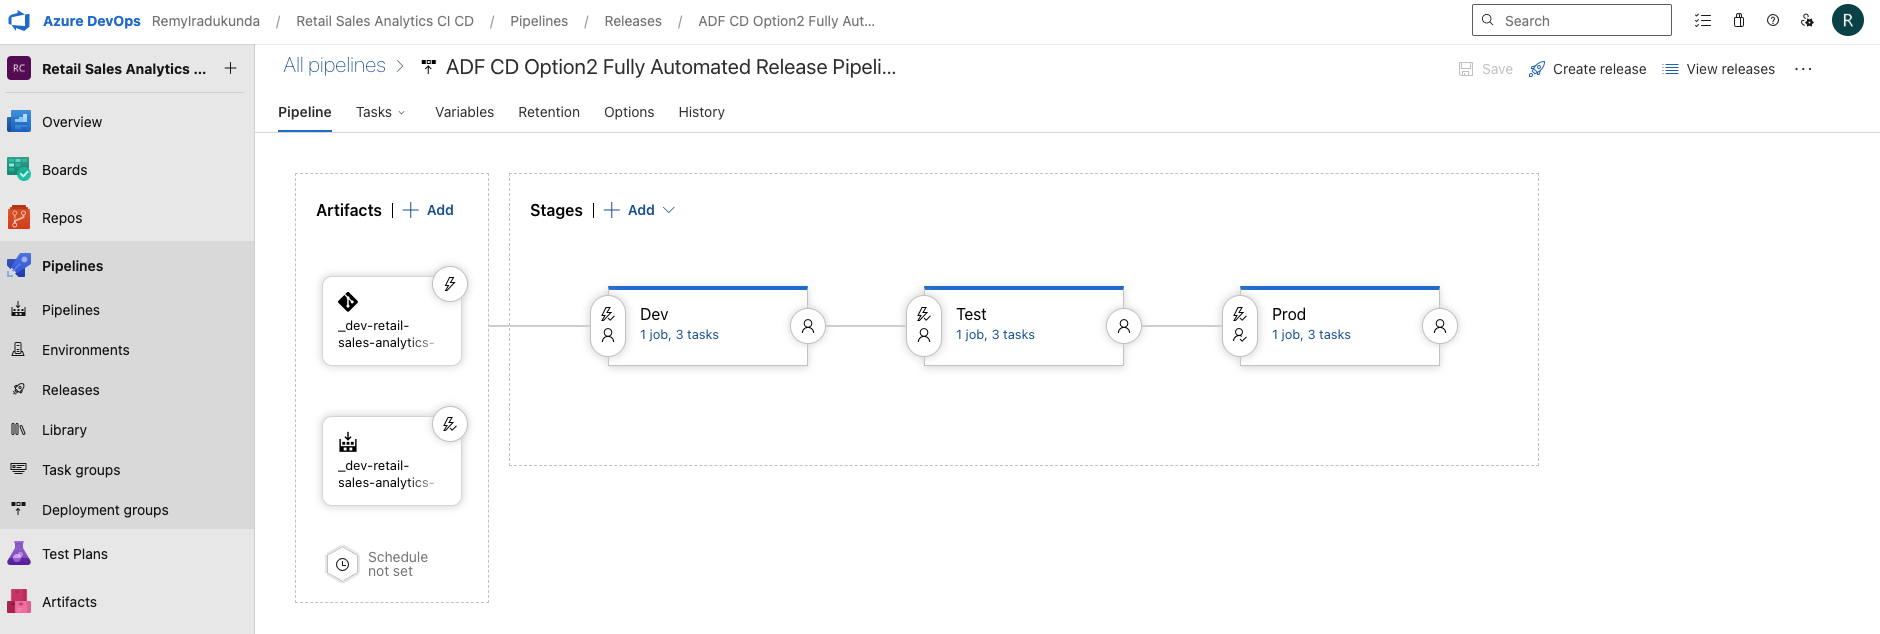 Azure DevOps RemyIradukunda / Retail Sales Analytics CI CD / Pipelines / Releases / ADF CD Option2 Fully Aut...
Search
R
RC Retail Sales Analytics ... +
Overview
Boards
Repos
Pipelines
Pipelines
Environments
Releases
Library
Task groups
Deployment groups
Test Plans
Artifacts
All pipelines > ADF CD Option2 Fully Automated Release Pipeli...
Save
Create release
View releases
...
Pipeline Tasks Variables Retention Options History
Artifacts | + Add
_dev-retail-
sales-analytics-
_dev-retail-
sales-analytics-
Schedule
not set
Stages | + Add
Dev
1 job, 3 tasks
Test
1 job, 3 tasks
Prod
1 job, 3 tasks